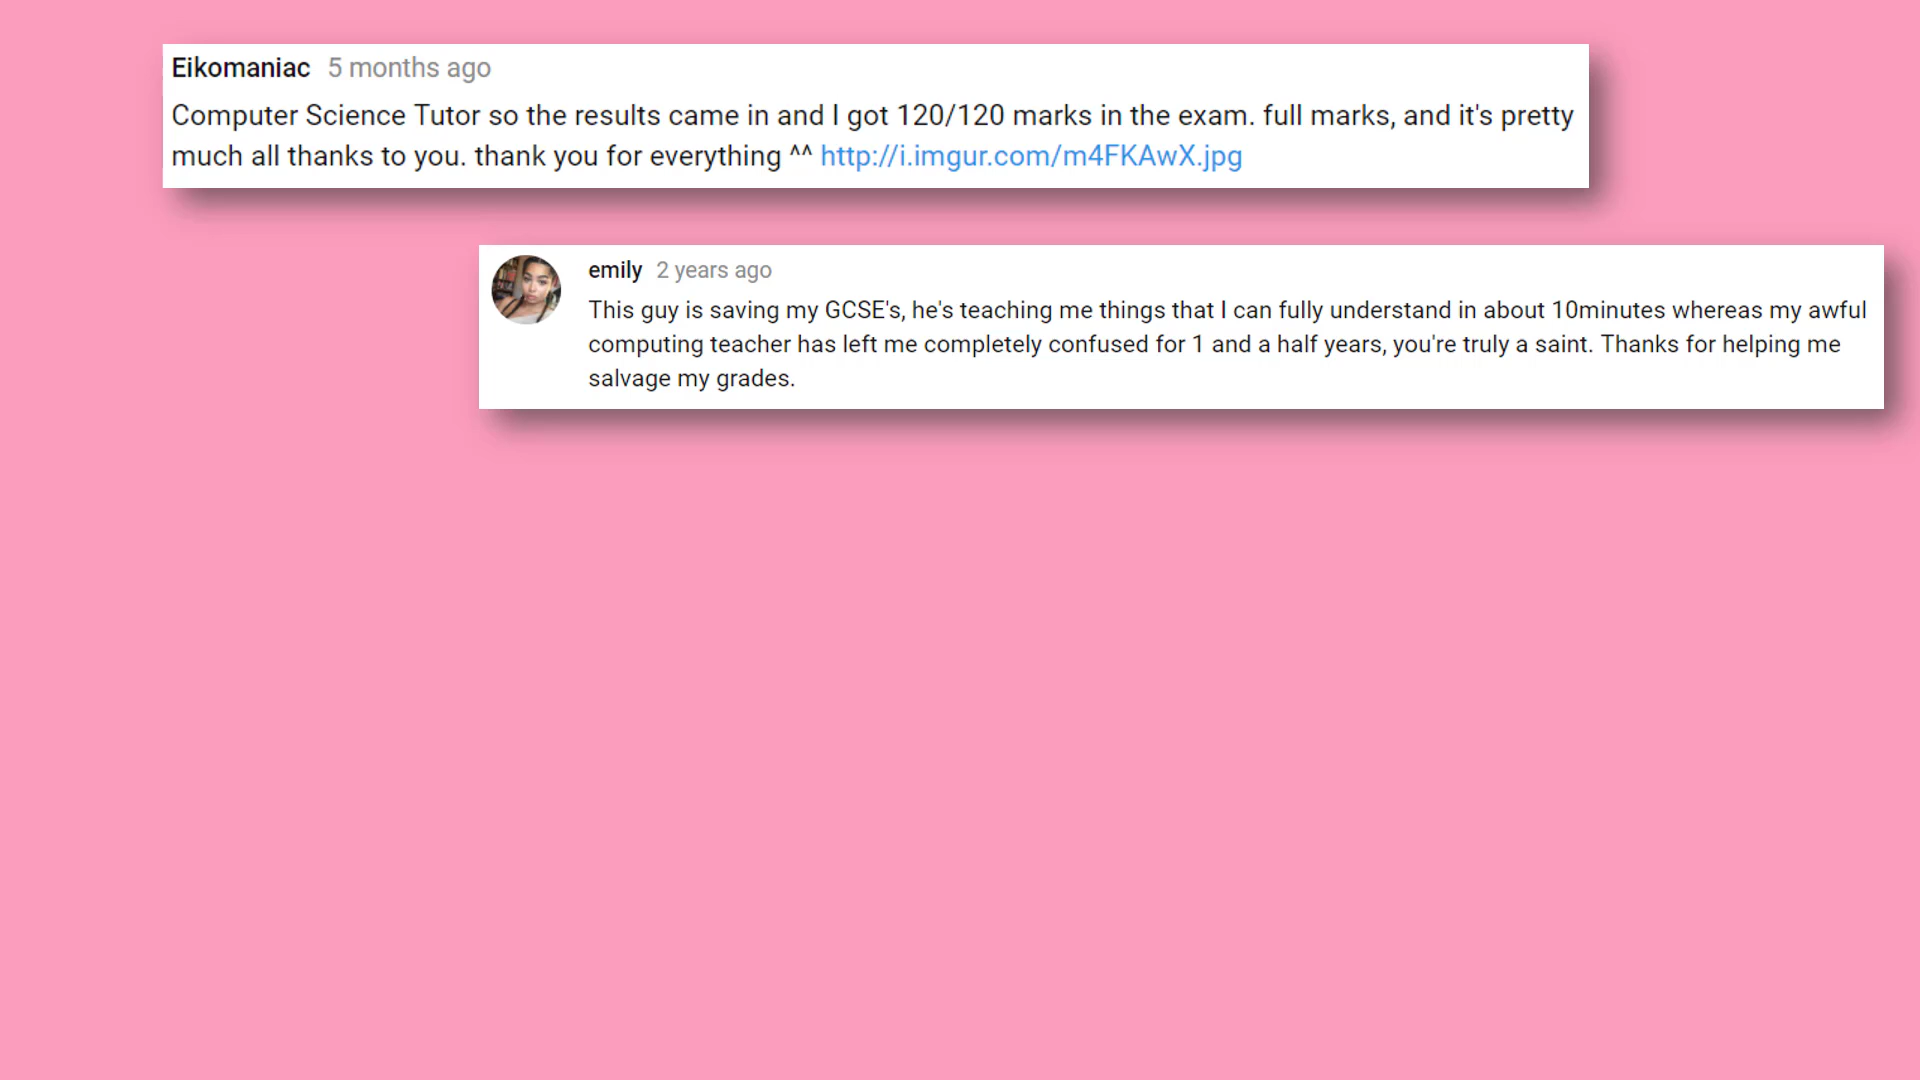 Eikomaniac 5 months ago
Computer Science Tutor so the results came in and I got 120/120 marks in the exam. full marks, and it's pretty
much all thanks to you. thank you for everything ^^ http://i.imgur.com/m4FKAwX.jpg
emily 2 years ago
This guy is saving my GCSE's, he's teaching me things that I can fully understand in about 10minutes whereas my awful
computing teacher has left me completely confused for 1 and a half years, you're truly a saint. Thanks for helping me
salvage my grades.